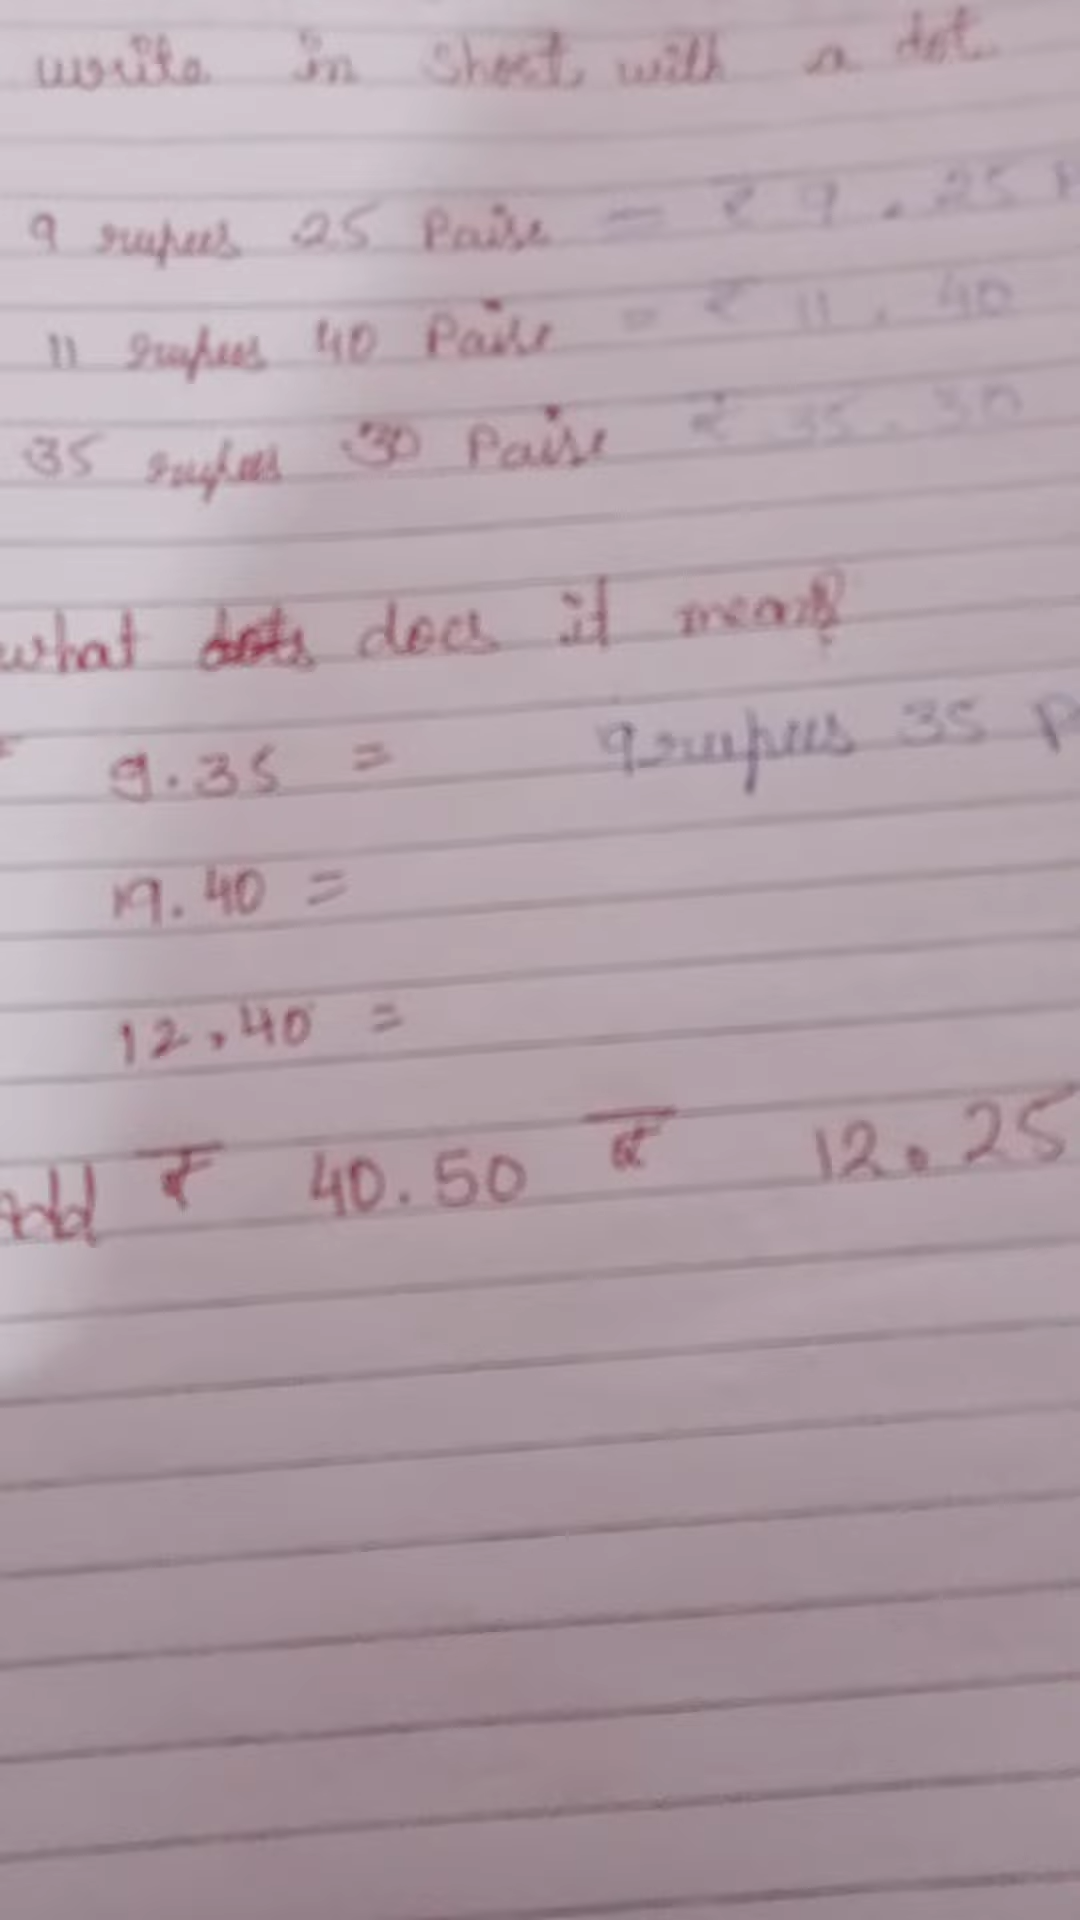 write in short with a dot
9 rupees 25 Paise = ₹ 9.25 P
11 rupees 40 Paise = ₹ 11.40
35 rupees 30 Paise ₹ 35.30
what does it mean?
9.35 = 9 rupees 35 P
19.40 =
12.40 =
Add ₹ 40.50 ₹ 12.25